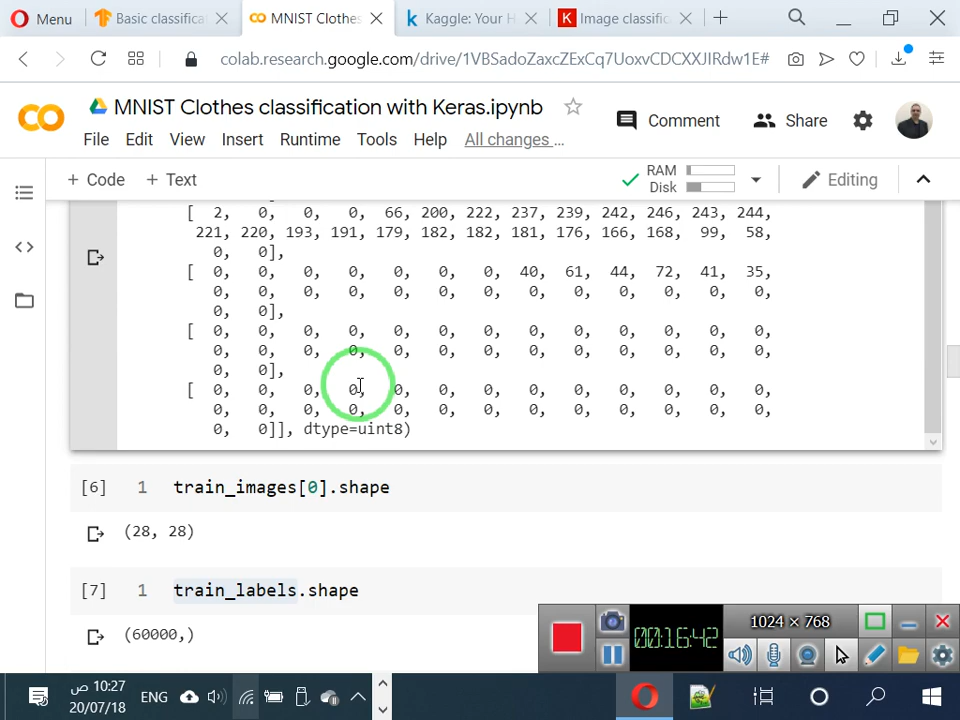 Menu
Basic classifica
MNIST Clothes
Kaggle: Your H
Image classific
colab.research.google.com/drive/1VBSadoZaxcZExCq7UoxvCDCXXJIRdw1E#
MNIST Clothes classification with Keras.ipynb
Comment
Share
File Edit View Insert Runtime Tools Help All changes ...
+ Code + Text
RAM
Disk
Editing
[ 2, 0, 0, 0, 66, 200, 222, 237, 239, 242, 246, 243, 244,
221, 220, 193, 191, 179, 182, 182, 181, 176, 166, 168, 99, 58,
0, 0],
[ 0, 0, 0, 0, 0, 0, 0, 40, 61, 44, 72, 41, 35,
0, 0, 0, 0, 0, 0, 0, 0, 0, 0, 0, 0, 0,
0, 0],
[ 0, 0, 0, 0, 0, 0, 0, 0, 0, 0, 0, 0, 0,
0, 0, 0, 0, 0, 0, 0, 0, 0, 0, 0, 0, 0,
0, 0],
[ 0, 0, 0, 0, 0, 0, 0, 0, 0, 0, 0, 0, 0,
0, 0, 0, 0, 0, 0, 0, 0, 0, 0, 0, 0, 0,
0, 0]], dtype=uint8)
[6] 1 train_images[0].shape
(28, 28)
[7] 1 train_labels.shape
(60000,)
1024 × 768
00:16:42
10:27 ص
20/07/18
ENG